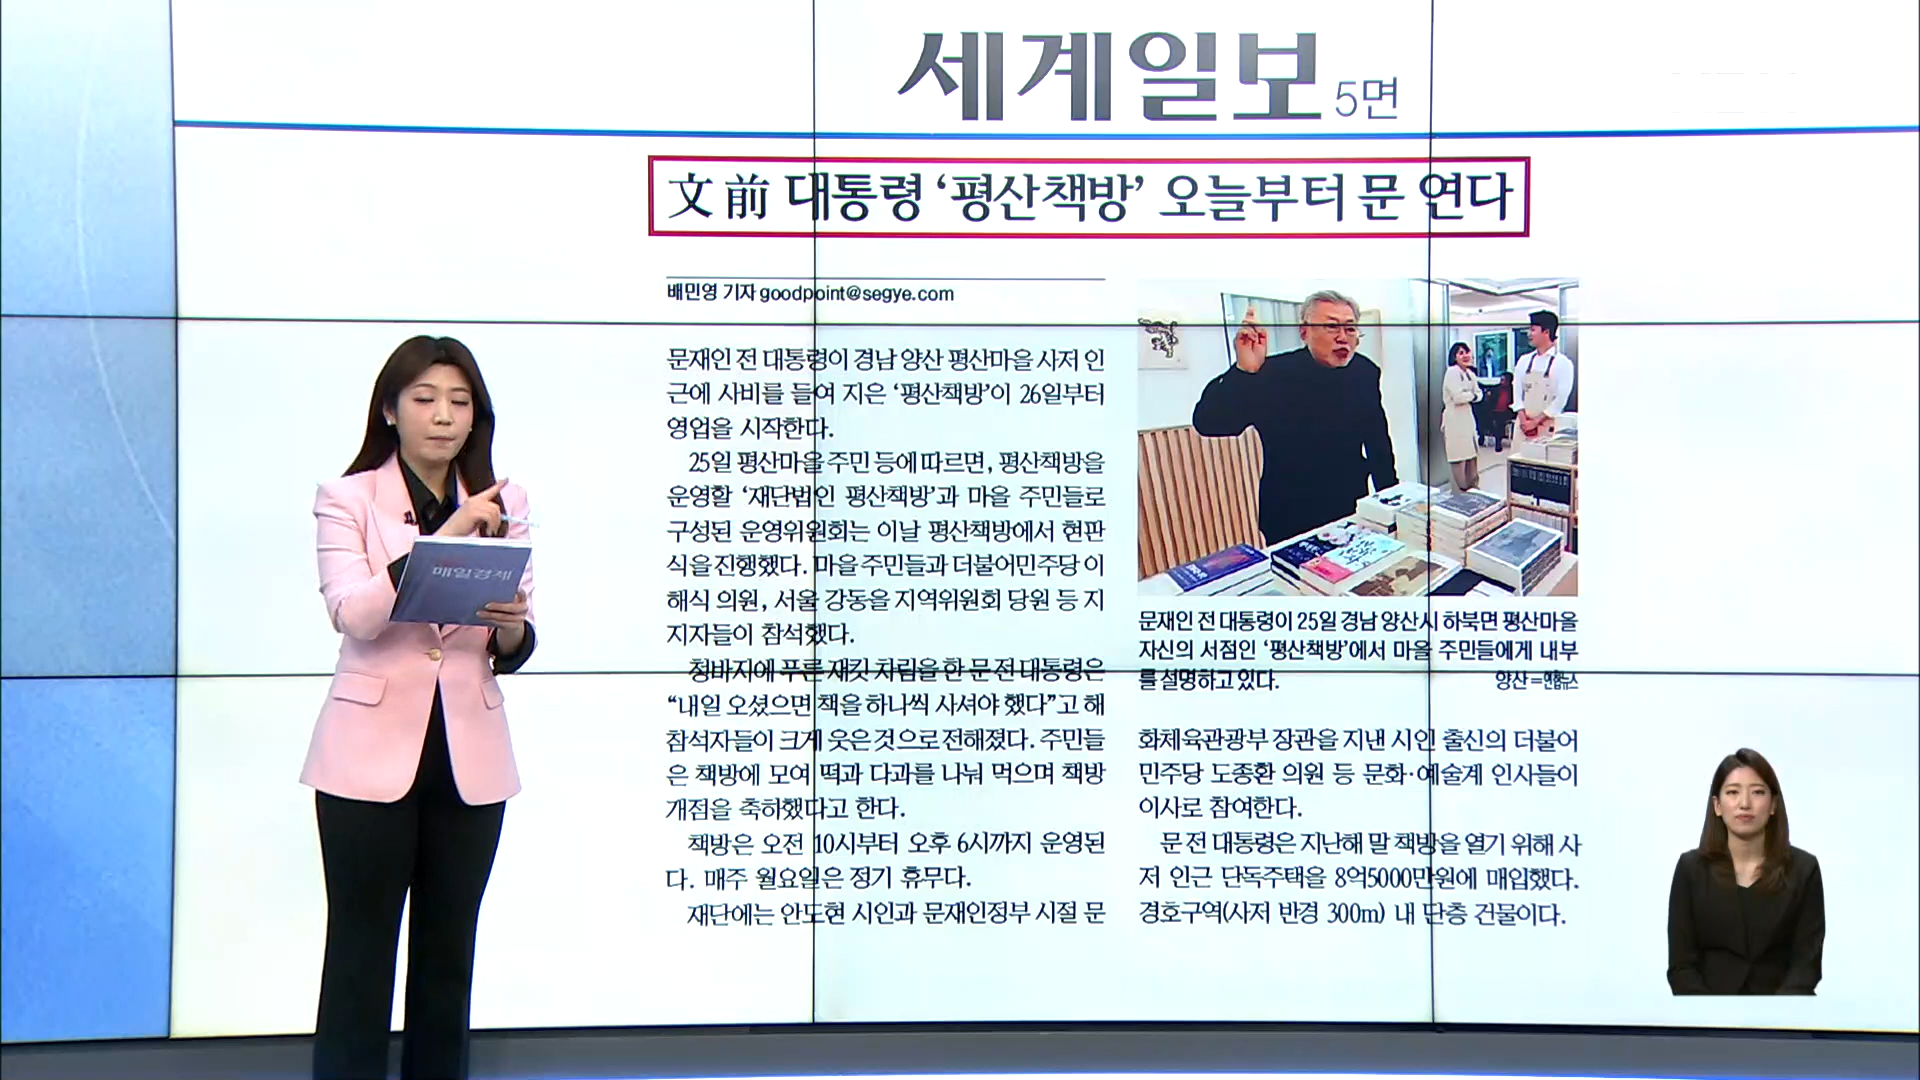 세계일보 5면
文 前 대통령 ‘평산책방’ 오늘부터 문 연다
배민영 기자 goodpoint@segye.com
문재인 전 대통령이 경남 양산 평산마을 사저 인
근에 사비를 들여 지은 ‘평산책방’이 26일부터
영업을 시작한다.
25일 평산마을 주민 등에 따르면, 평산책방을
운영할 ‘재단법인 평산책방’과 마을 주민들로
구성된 운영위원회는 이날 평산책방에서 현판
식을 진행했다. 마을 주민들과 더불어민주당 이
해식 의원, 서울 강동을 지역위원회 당원 등 지
지자들이 참석했다.
청바지에 푸른 재킷 차림을 한 문 전 대통령은
“내일 오셨으면 책을 하나씩 사셔야 했다”고 해
참석자들이 크게 웃은 것으로 전해졌다. 주민들
은 책방에 모여 떡과 다과를 나눠 먹으며 책방
개점을 축하했다고 한다.
책방은 오전 10시부터 오후 6시까지 운영된
다. 매주 월요일은 정기 휴무다.
재단에는 안도현 시인과 문재인정부 시절 문
문재인 전 대통령이 25일 경남 양산시 하북면 평산마을
자신의 서점인 ‘평산책방’에서 마을 주민들에게 내부
를 설명하고 있다. 양산=연합뉴스
화체육관광부 장관을 지낸 시인 출신의 더불어
민주당 도종환 의원 등 문화·예술계 인사들이
이사로 참여한다.
문 전 대통령은 지난해 말 책방을 열기 위해 사
저 인근 단독주택을 8억5000만원에 매입했다.
경호구역(사저 반경 300m) 내 단층 건물이다.
매일경제